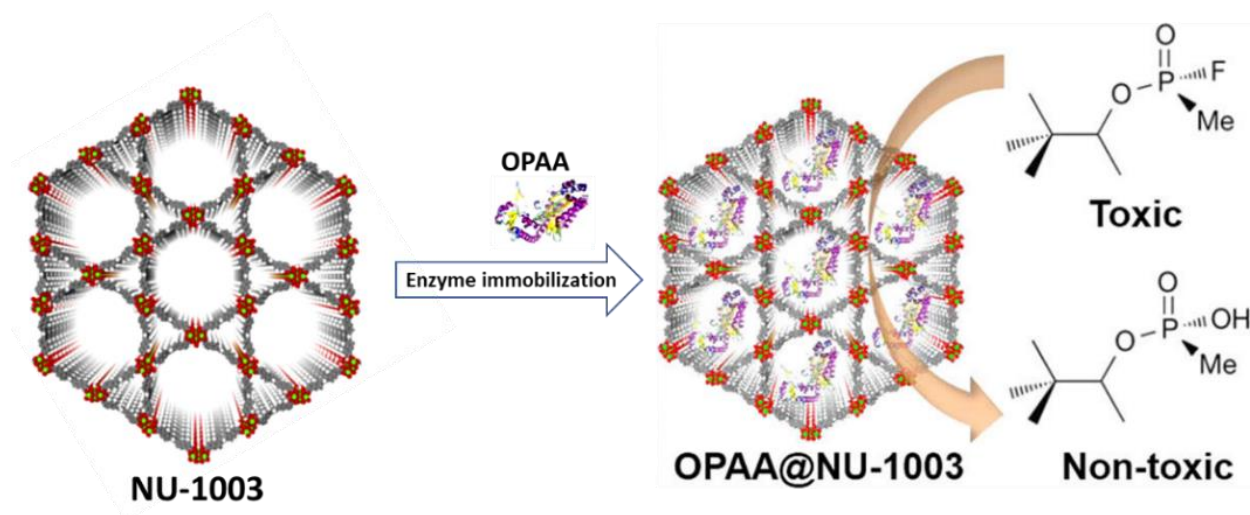 NU-1003
OPAA
Enzyme immobilization
OPAA@NU-1003
O
O
P
F
Me
Toxic
O
O
P
OH
Me
Non-toxic